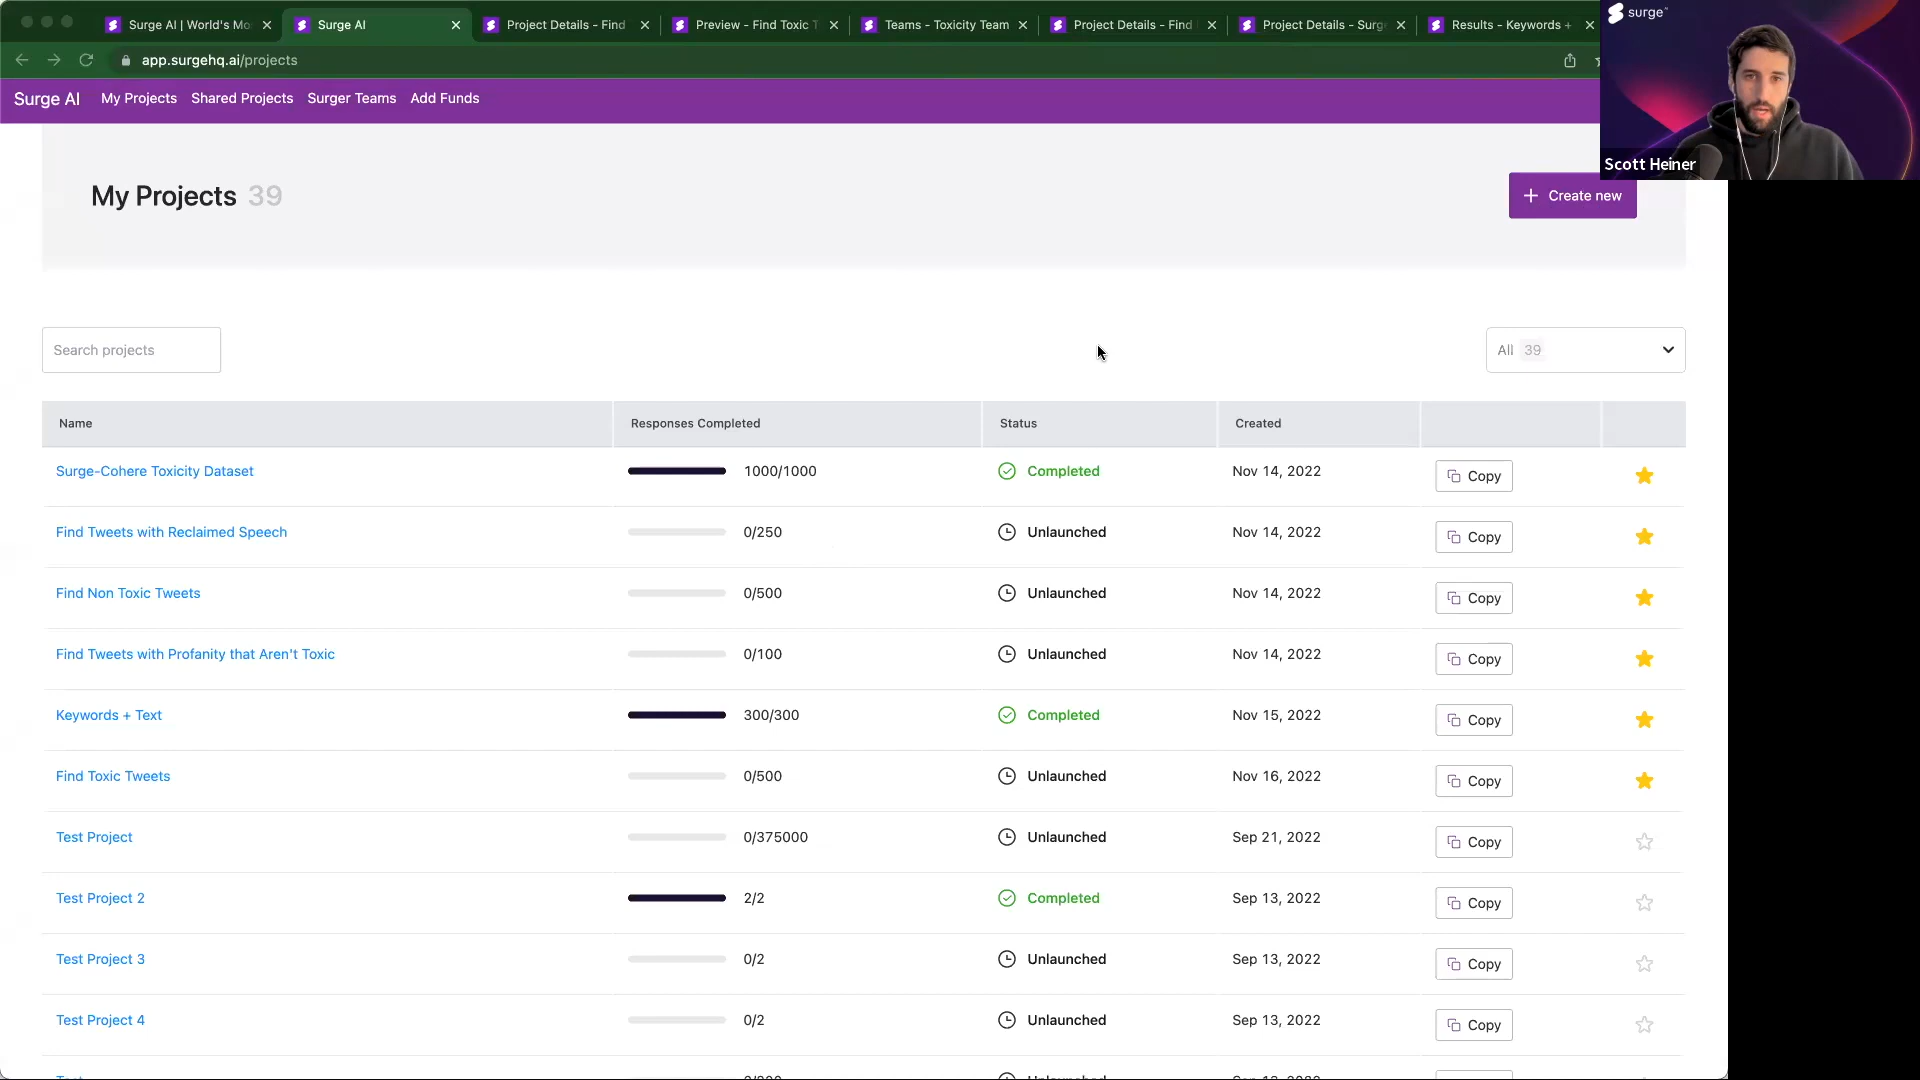 Surge AI | World's Mo
Surge AI
Project Details - Find
Preview - Find Toxic T
Teams - Toxicity Team
Project Details - Find
Project Details - Surg
Results - Keywords +
surge
app.surgehq.ai/projects
Surge AI
My Projects
Shared Projects
Surger Teams
Add Funds
Scott Heiner
My Projects 39
+ Create new
Search projects
All 39
Name Responses Completed Status Created
Surge-Cohere Toxicity Dataset 1000/1000 Completed Nov 14, 2022 Copy
Find Tweets with Reclaimed Speech 0/250 Unlaunched Nov 14, 2022 Copy
Find Non Toxic Tweets 0/500 Unlaunched Nov 14, 2022 Copy
Find Tweets with Profanity that Aren't Toxic 0/100 Unlaunched Nov 14, 2022 Copy
Keywords + Text 300/300 Completed Nov 15, 2022 Copy
Find Toxic Tweets 0/500 Unlaunched Nov 16, 2022 Copy
Test Project 0/375000 Unlaunched Sep 21, 2022 Copy
Test Project 2 2/2 Completed Sep 13, 2022 Copy
Test Project 3 0/2 Unlaunched Sep 13, 2022 Copy
Test Project 4 0/2 Unlaunched Sep 13, 2022 Copy